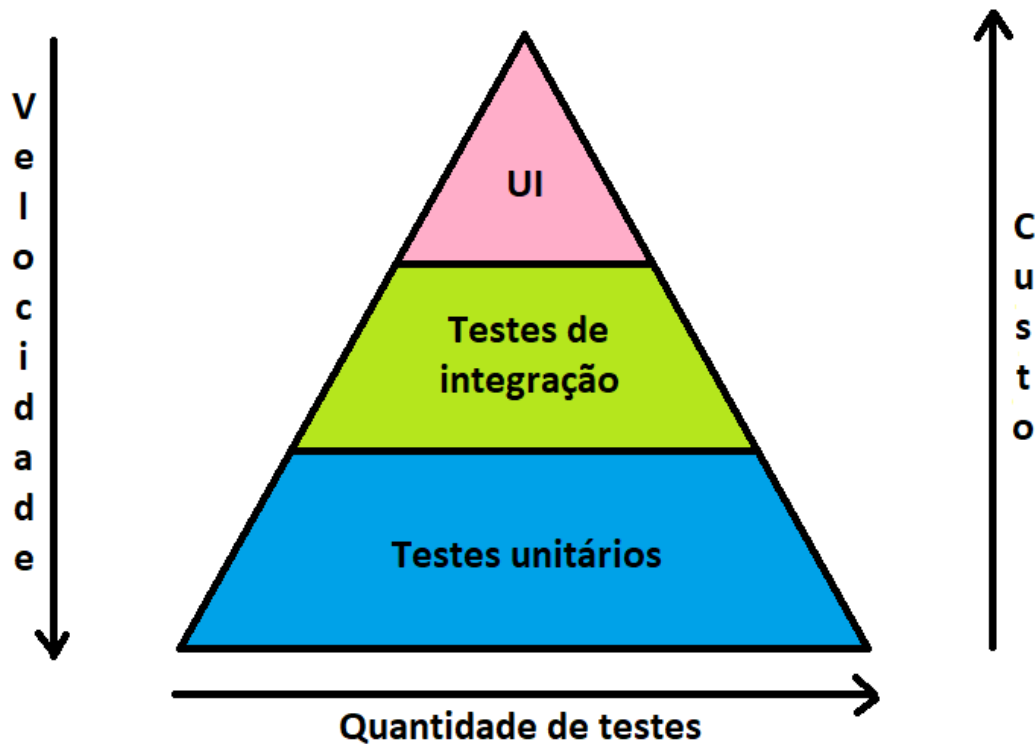 Velocidade
UI
Testes de
integração
Testes unitários
Custo
Quantidade de testes